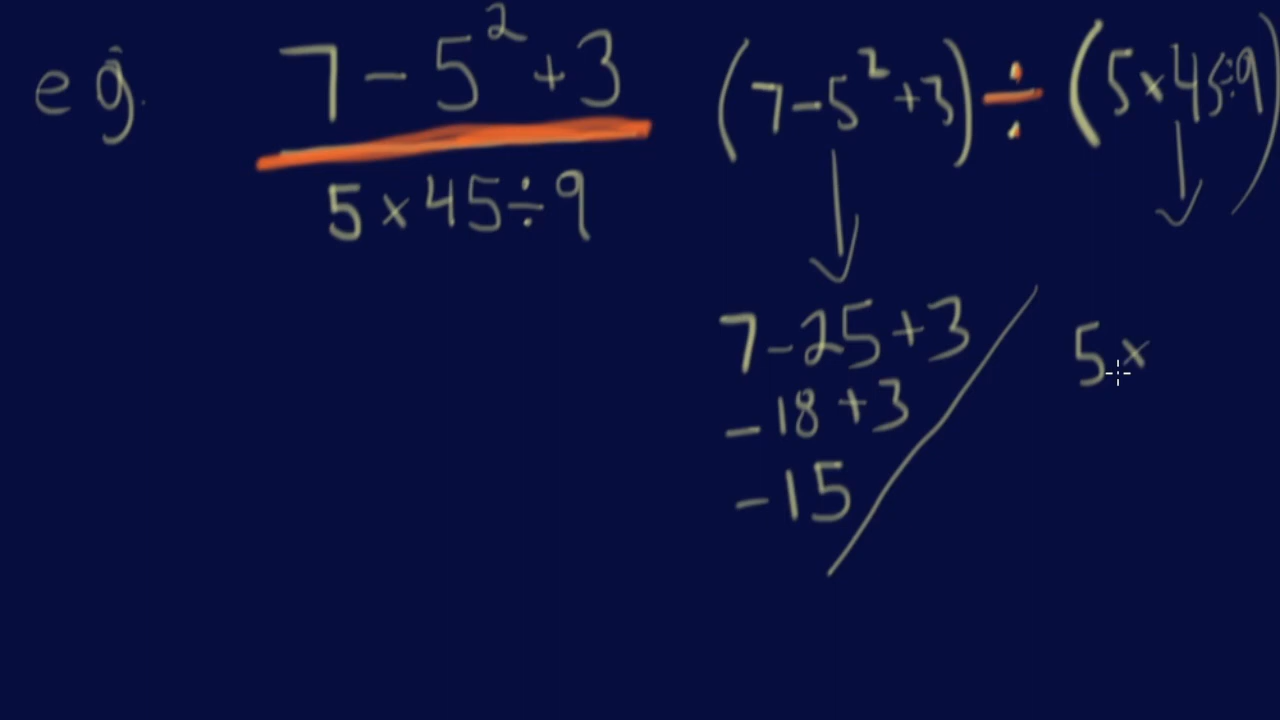 eg.
7 - 5² + 3
5 × 45 ÷ 9
(7 - 5² + 3) ÷ (5 × 45 ÷ 9)
7 - 25 + 3
- 18 + 3
- 15
5 ×